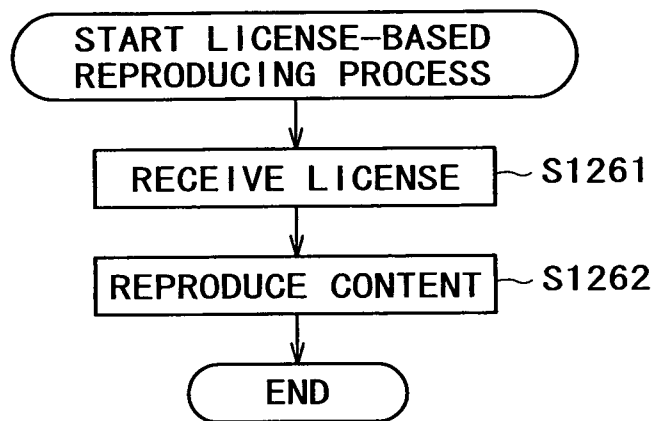 START LICENSE-BASED
REPRODUCING PROCESS
RECEIVE LICENSE
S1261
REPRODUCE CONTENT
S1262
END